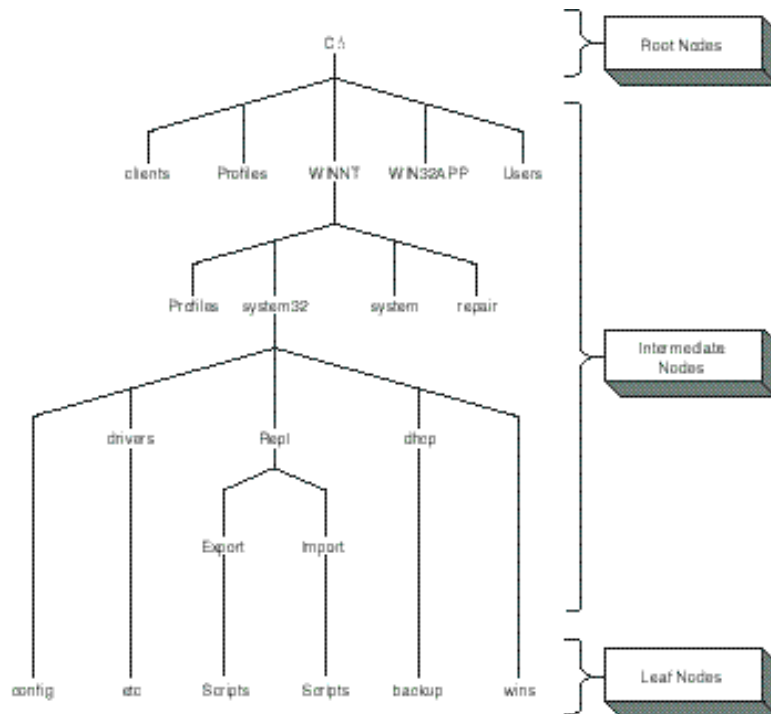 C:\
Root Nodes
clients Profiles WINNT WIN32APP Users
Profiles system32 system repair
Intermediate
Nodes
drivers Repl dhcp
Export Import
config etc Scripts Scripts backup wins
Leaf Nodes